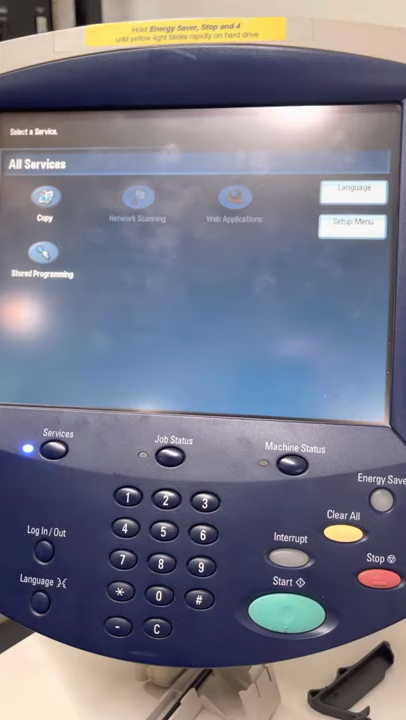 Hold Energy Saver, Stop and 4
until yellow light blinks rapidly on hard drive
Select a Service.
All Services
Copy
Network Scanning
Web Applications
Language
Setup Menu
Stored Programming
Services
Job Status
Machine Status
Energy Save
Clear All
Log In / Out
Interrupt
Stop
Language
Start
1 2 3
4 5 6
7 8 9
* 0 #
- C